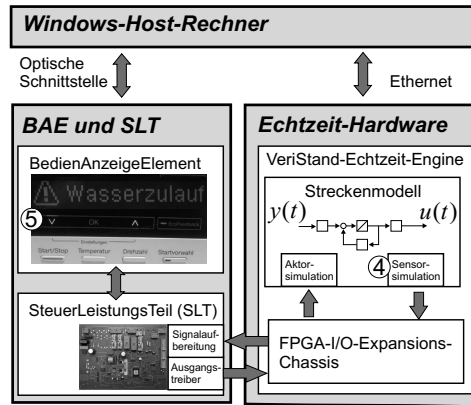 Windows-Host-Rechner
Optische
Schnittstelle
Ethernet
BAE und SLT
BedienAnzeigeElement
⚠ Wasserzulauf
⑤
OK
EcoFeedback
Einstellungen
Start/Stop Temperatur Drehzahl Startvorwahl
SteuerLeistungsTeil (SLT)
Signalauf-
bereitung
Ausgangs-
treiber
Echtzeit-Hardware
VeriStand-Echtzeit-Engine
Streckenmodell
y(t)
u(t)
Aktor-
simulation
④
Sensor-
simulation
FPGA-I/O-Expansions-
Chassis